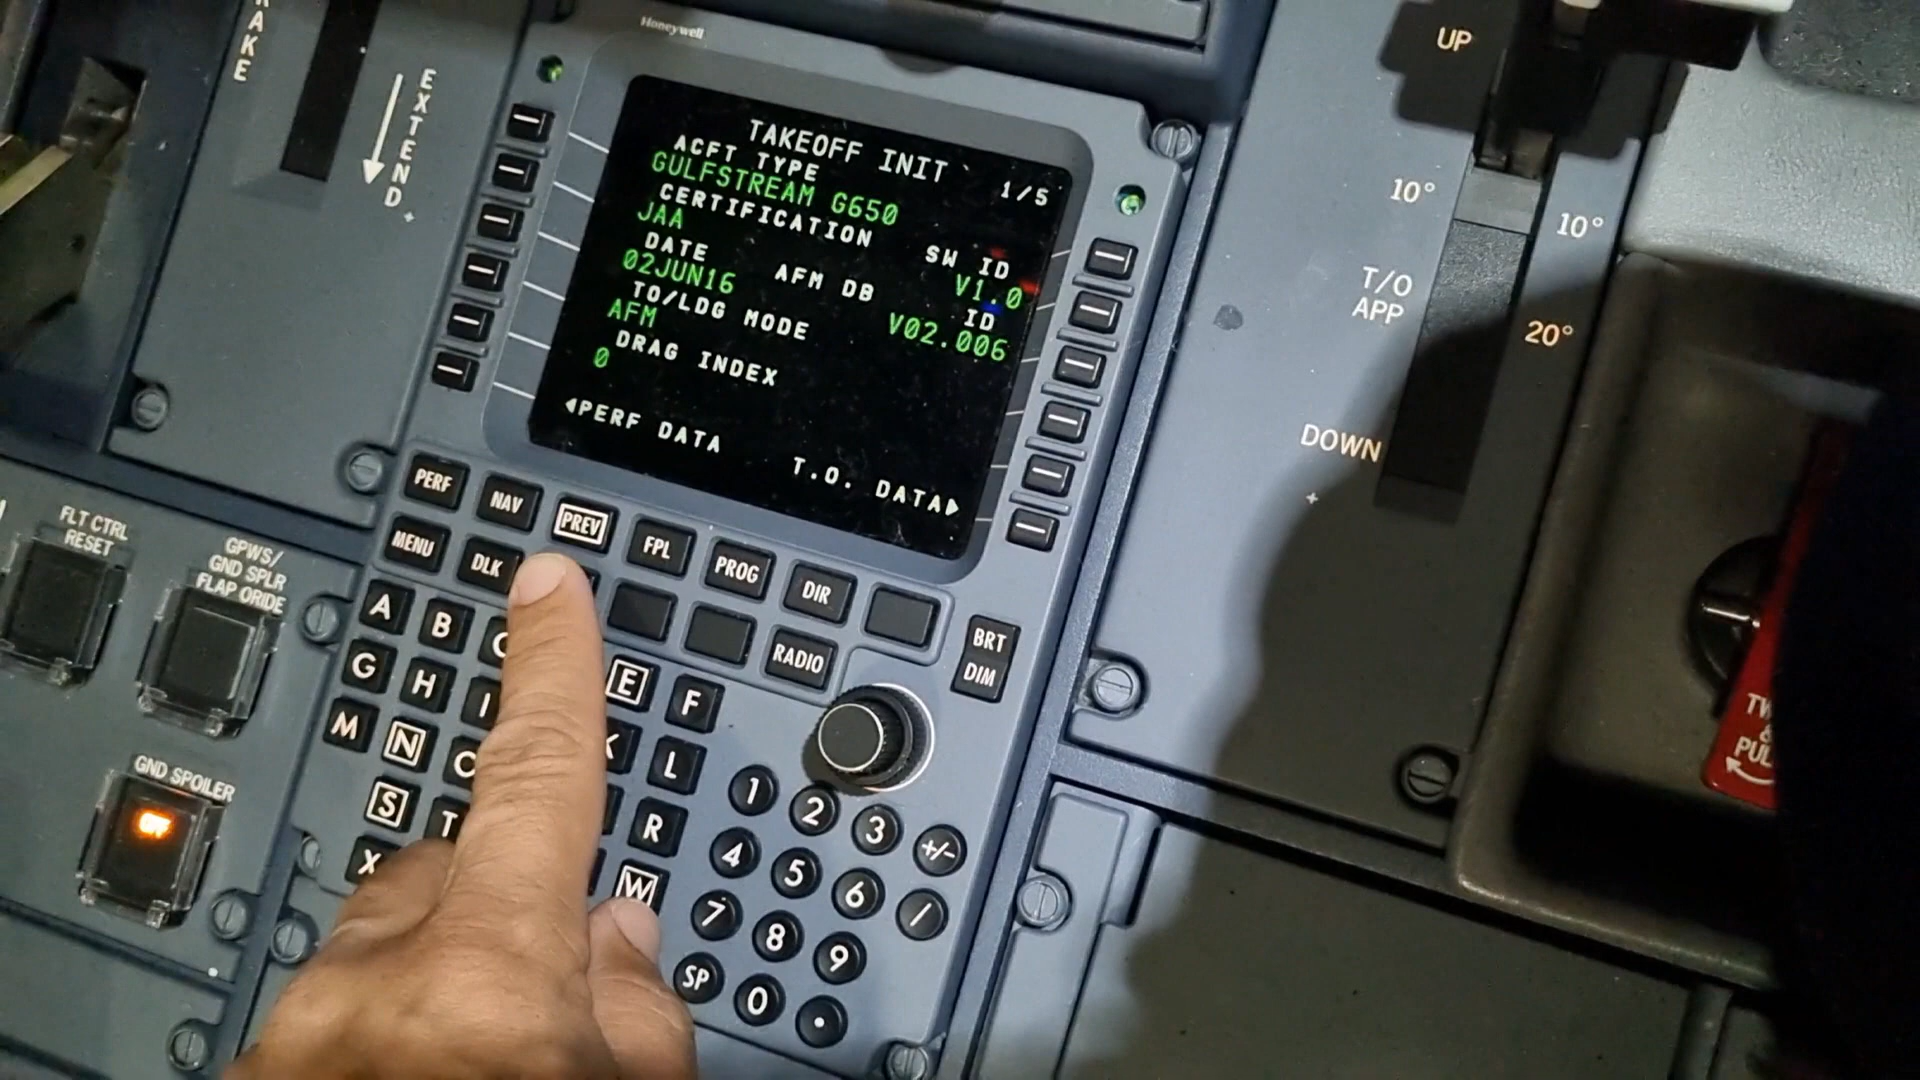 Honeywell
EXTEND
UP
10°
10°
T/O
APP
20°
DOWN
TAKEOFF INIT 1/5
ACFT TYPE
GULFSTREAM G650
CERTIFICATION SW ID
JAA V1.0
DATE AFM DB ID
02JUN16 V02.006
TO/LDG MODE
AFM
DRAG INDEX
0
◀PERF DATA
T.O. DATA▶
PERF NAV PREV FPL PROG DIR
MENU DLK RADIO
BRT
DIM
A B E F
G H I K L
M N R
S T
X W
1 2 3 +/-
4 5 6 /
7 8 9
SP 0 .
FLT CTRL
RESET
GPWS/
GND SPLR
FLAP ORIDE
GND SPOILER
OFF